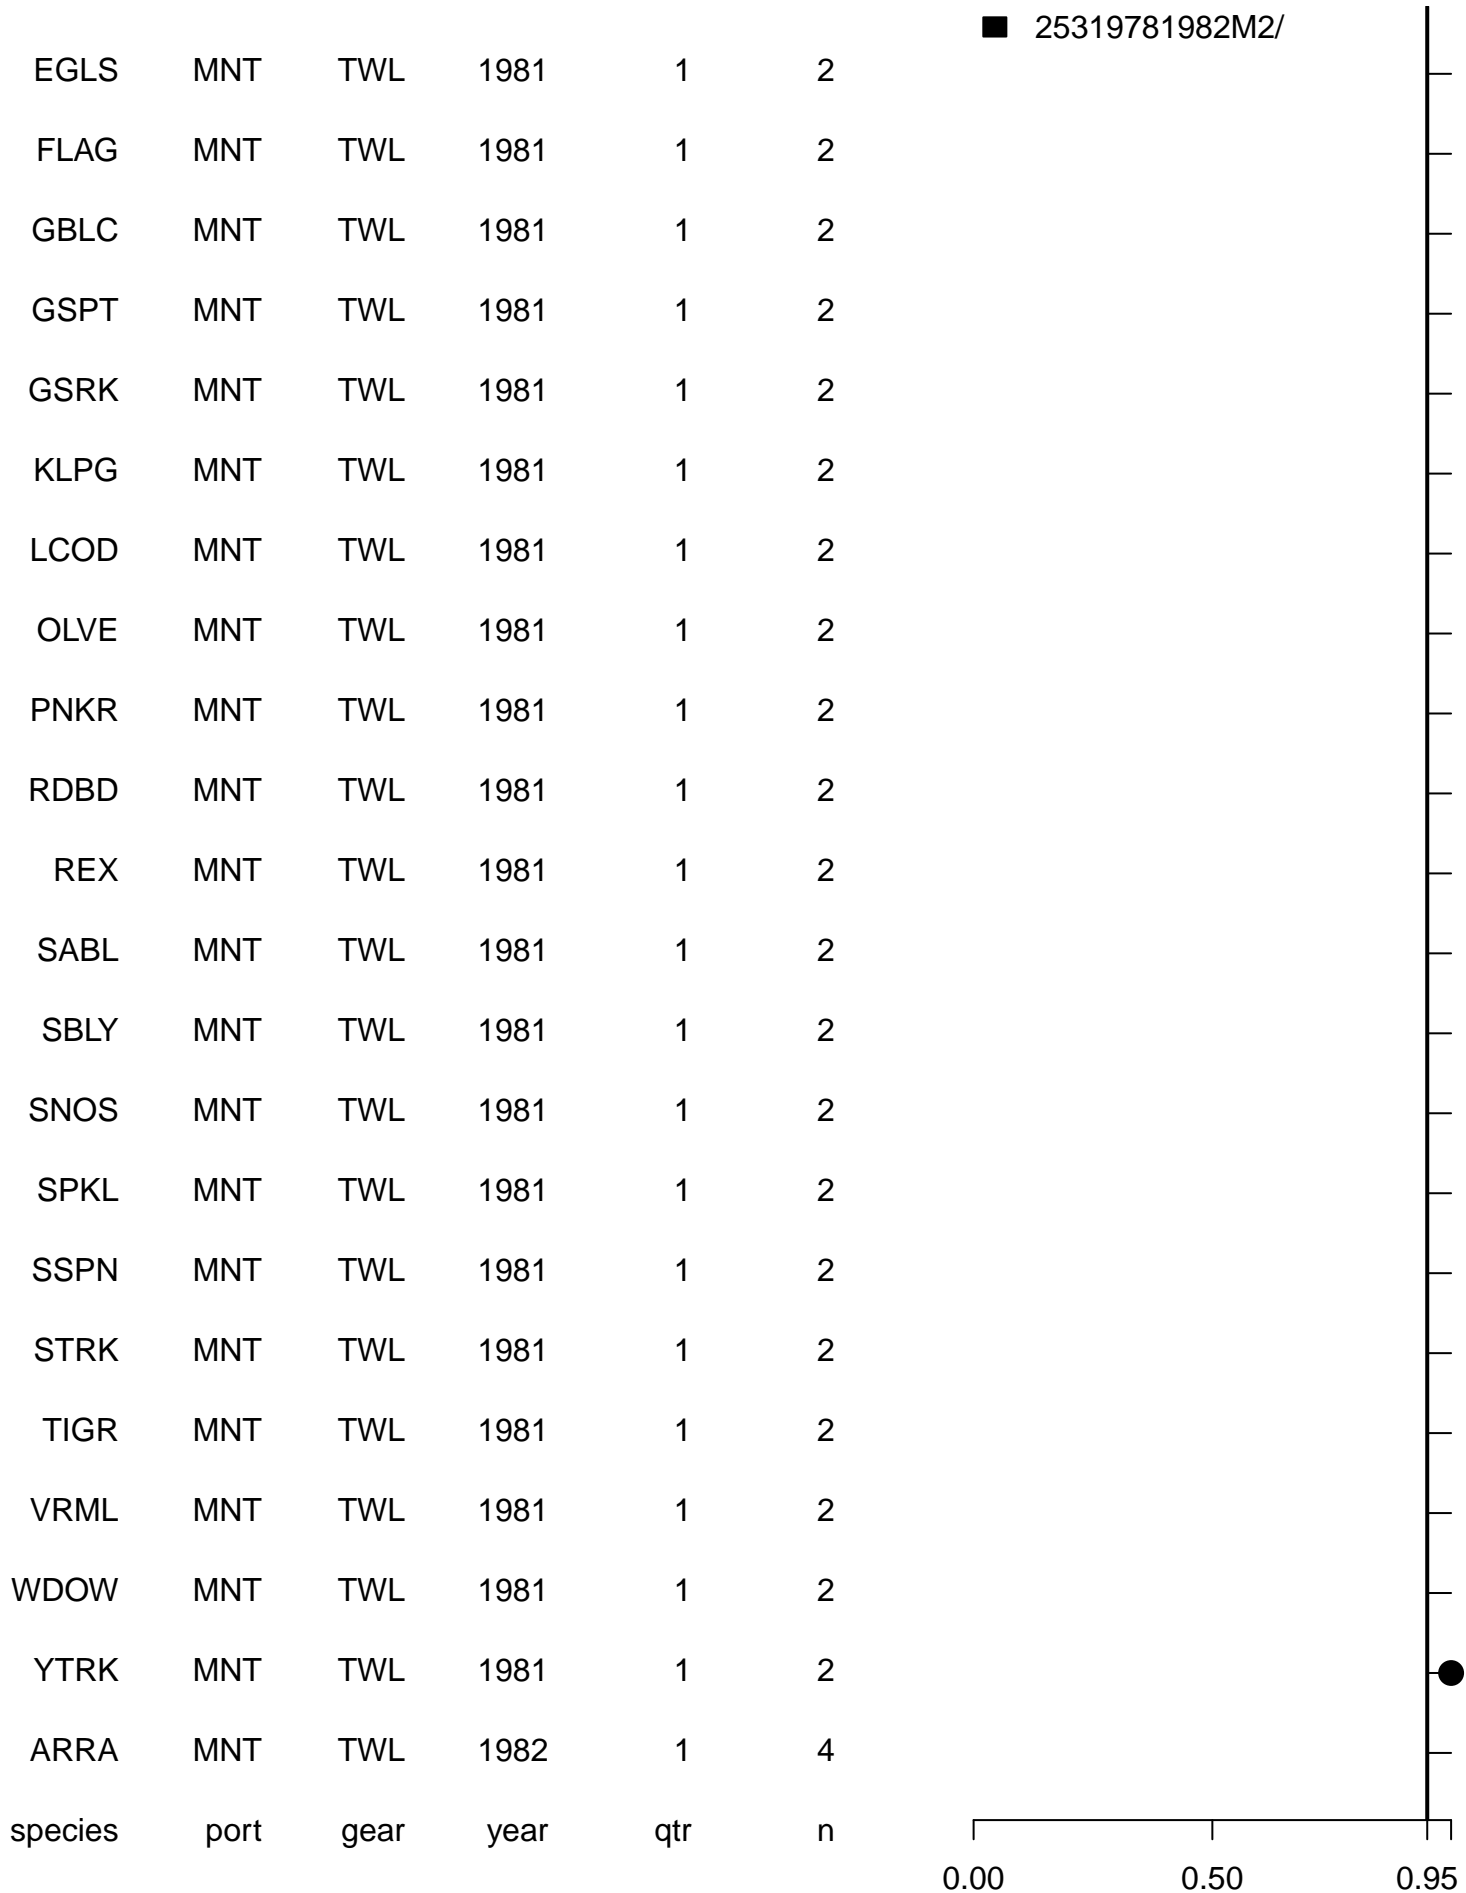 25319781982M2/
EGLS MNT TWL 1981 1 2
FLAG MNT TWL 1981 1 2
GBLC MNT TWL 1981 1 2
GSPT MNT TWL 1981 1 2
GSRK MNT TWL 1981 1 2
KLPG MNT TWL 1981 1 2
LCOD MNT TWL 1981 1 2
OLVE MNT TWL 1981 1 2
PNKR MNT TWL 1981 1 2
RDBD MNT TWL 1981 1 2
REX MNT TWL 1981 1 2
SABL MNT TWL 1981 1 2
SBLY MNT TWL 1981 1 2
SNOS MNT TWL 1981 1 2
SPKL MNT TWL 1981 1 2
SSPN MNT TWL 1981 1 2
STRK MNT TWL 1981 1 2
TIGR MNT TWL 1981 1 2
VRML MNT TWL 1981 1 2
WDOW MNT TWL 1981 1 2
YTRK MNT TWL 1981 1 2
ARRA MNT TWL 1982 1 4
species port gear year qtr n
0.00 0.50 0.95